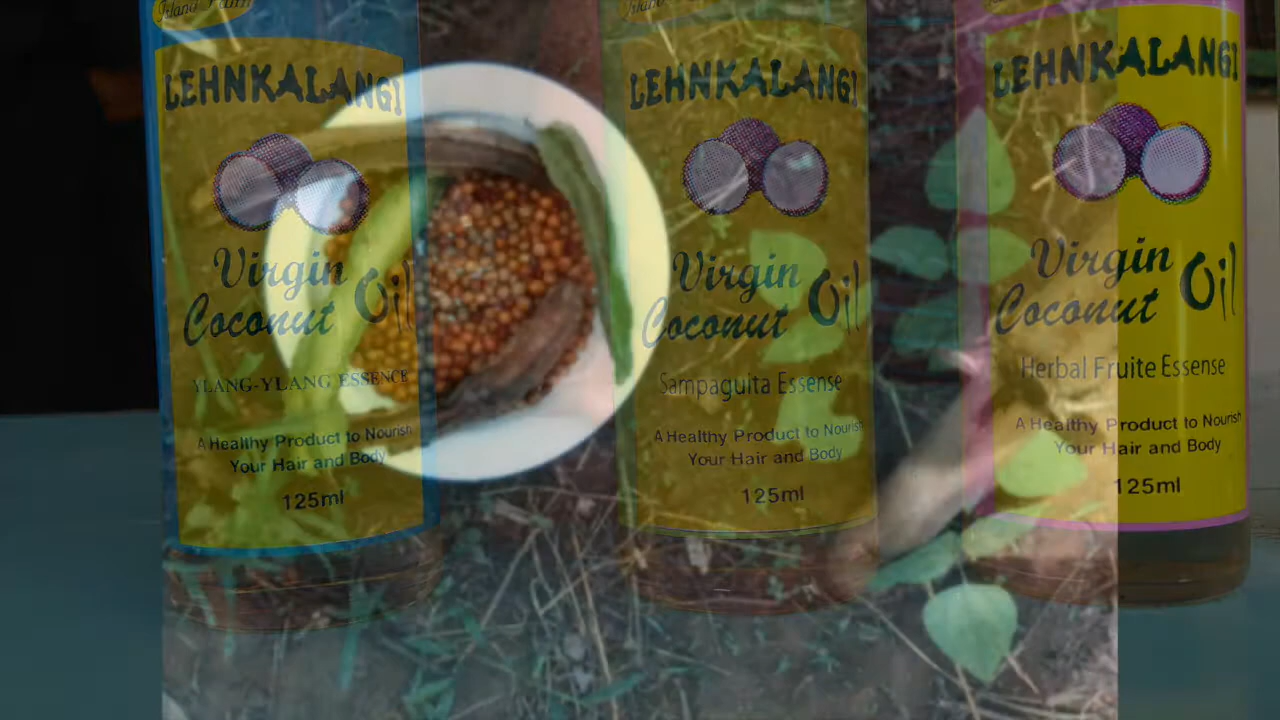 Island Farm
LEHNKALANGI
Virgin
Coconut Oil
YLANG-YLANG ESSENCE
A Healthy Product to Nourish
Your Hair and Body
125ml
LEHNKALANGI
Virgin
Coconut Oil
Sampaguita Essense
A Healthy Product to Nourish
Your Hair and Body
125ml
LEHNKALANGI
Virgin
Coconut Oil
Herbal Fruite Essense
A Healthy Product to Nourish
Your Hair and Body
125ml